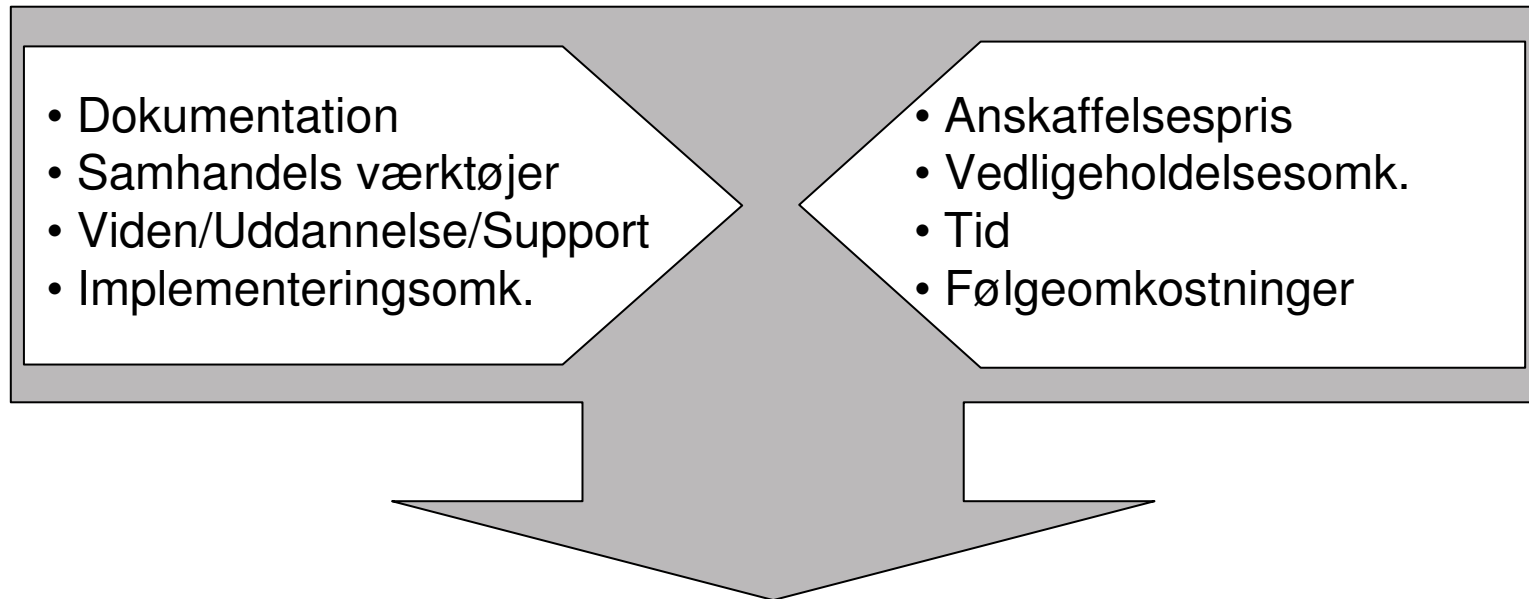 • Dokumentation
• Samhandels værktøjer
• Viden/Uddannelse/Support
• Implementeringsomk.
• Anskaffelsespris
• Vedligeholdelsesomk.
• Tid
• Følgeomkostninger